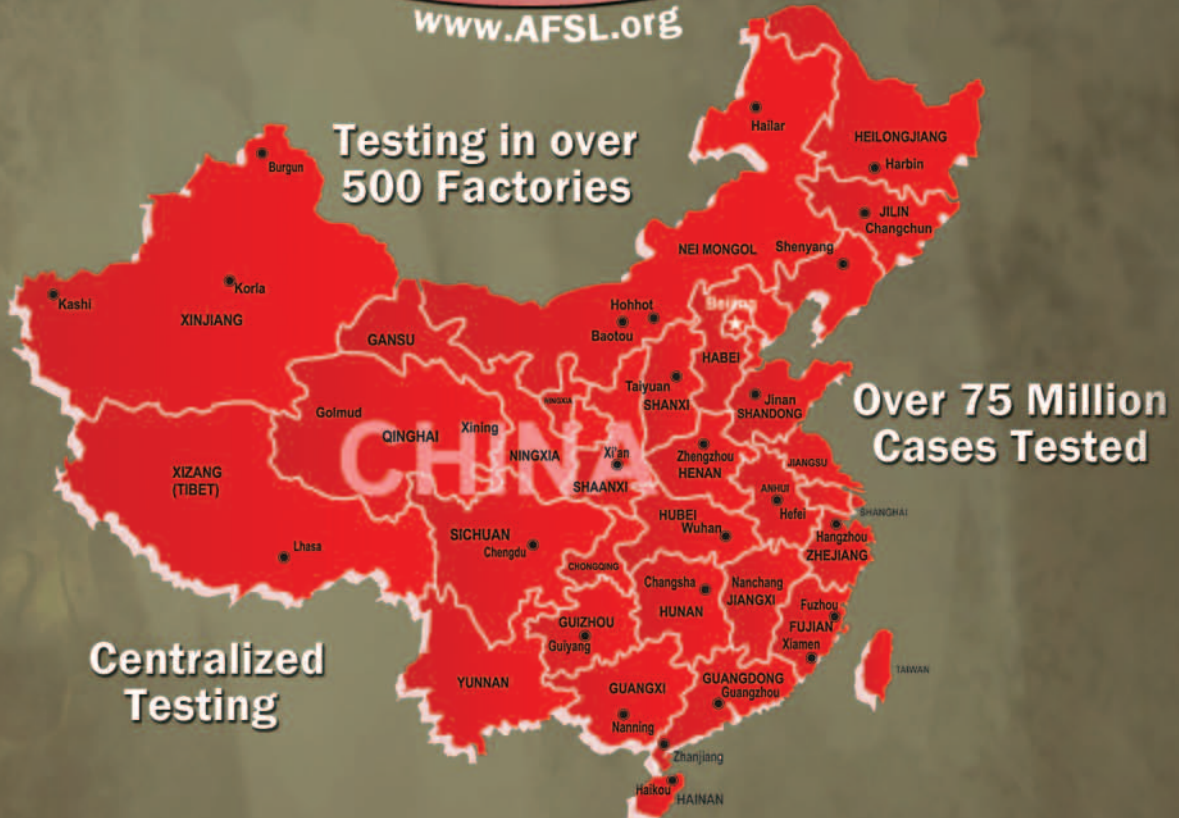 www.AFSL.org
Testing in over
500 Factories
Hailar
HEILONGJIANG
Harbin
Burgun
JILIN
Changchun
NEI MONGOL
Shenyang
Korla
Kashi
XINJIANG
Hohhot
Baotou
GANSU
HABEI
Taiyuan
SHANXI
Jinan
SHANDONG
Over 75 Million
Cases Tested
Golmud
QINGHAI
Xining
CHINA
NINGXIA
NINGXIA
Xi'an
SHAANXI
Zhengzhou
HENAN
JIANGSU
XIZANG
(TIBET)
ANHUI
Hefei
SHANGHAI
HUBEI
Wuhan
Hangzhou
ZHEJIANG
SICHUAN
Chengdu
Lhasa
CHONGQING
Changsha
HUNAN
Nanchang
JIANGXI
Fuzhou
FUJIAN
Xiamen
GUIZHOU
Guiyang
Centralized
Testing
YUNNAN
GUANGXI
Nanning
GUANGDONG
Guangzhou
TAIWAN
Zhanjiang
Haikou
HAINAN